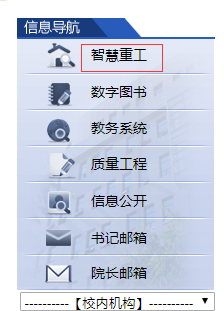 信息导航
智慧重工
数字图书
教务系统
质量工程
信息公开
书记邮箱
院长邮箱
----------【校内机构】----------